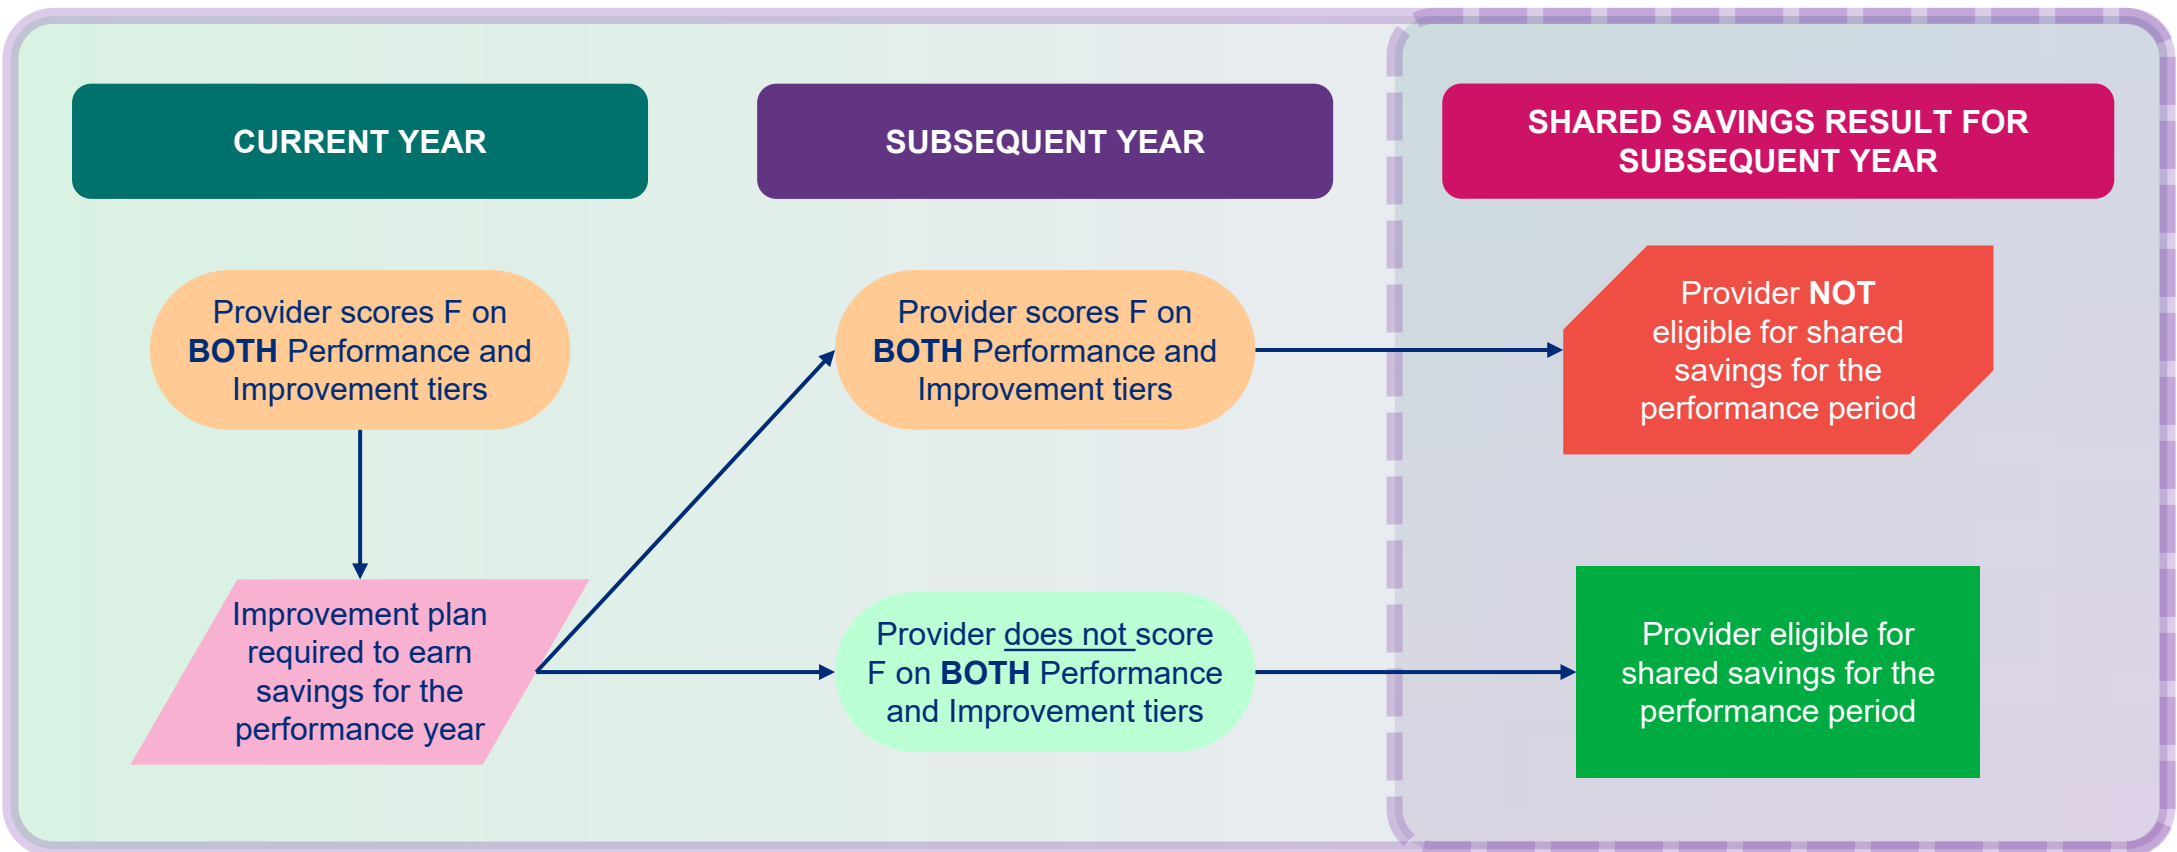 CURRENT YEAR
SUBSEQUENT YEAR
SHARED SAVINGS RESULT FOR
SUBSEQUENT YEAR
Provider scores F on
BOTH Performance and
Improvement tiers
Provider scores F on
BOTH Performance and
Improvement tiers
Provider NOT
eligible for shared
savings for the
performance period
Improvement plan
required to earn
savings for the
performance year
Provider does not score
F on BOTH Performance
and Improvement tiers
Provider eligible for
shared savings for the
performance period